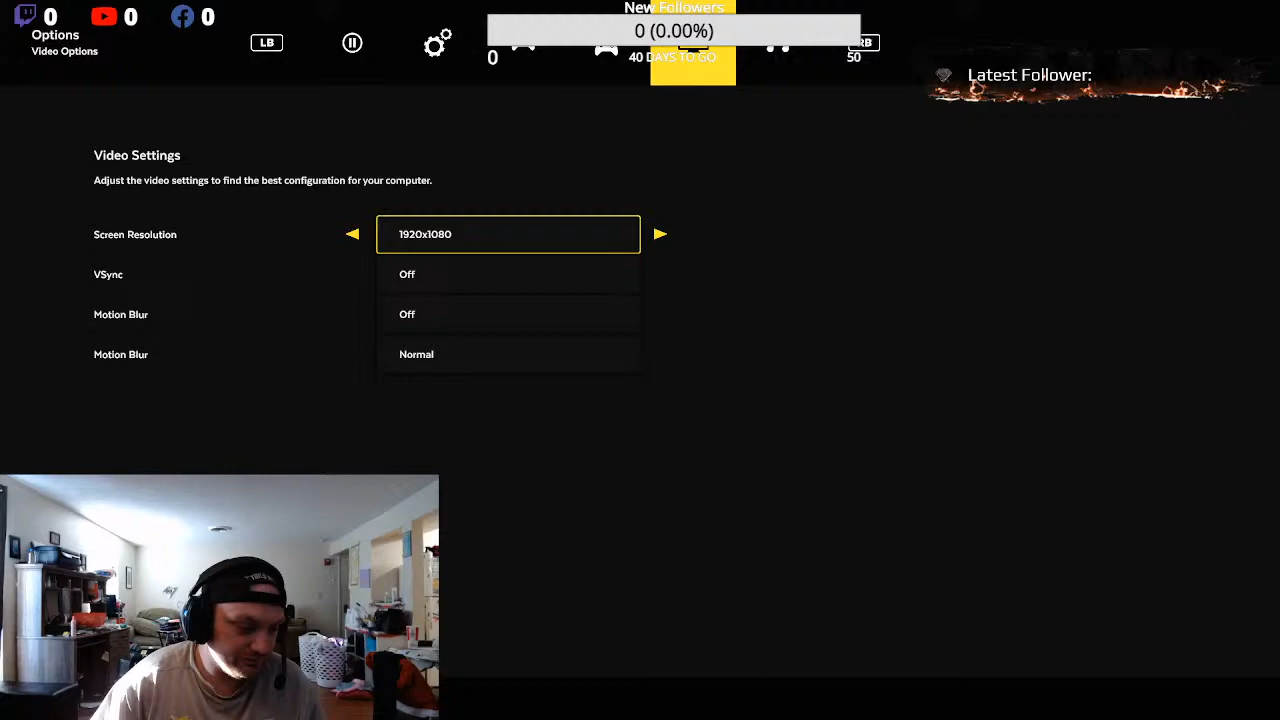 0 0 0
New Followers
0 (0.00%)
0 40 DAYS TO GO 50
Options
Video Options
LB
RB
Latest Follower:
Video Settings
Adjust the video settings to find the best configuration for your computer.
Screen Resolution 1920x1080
VSync Off
Motion Blur Off
Motion Blur Normal